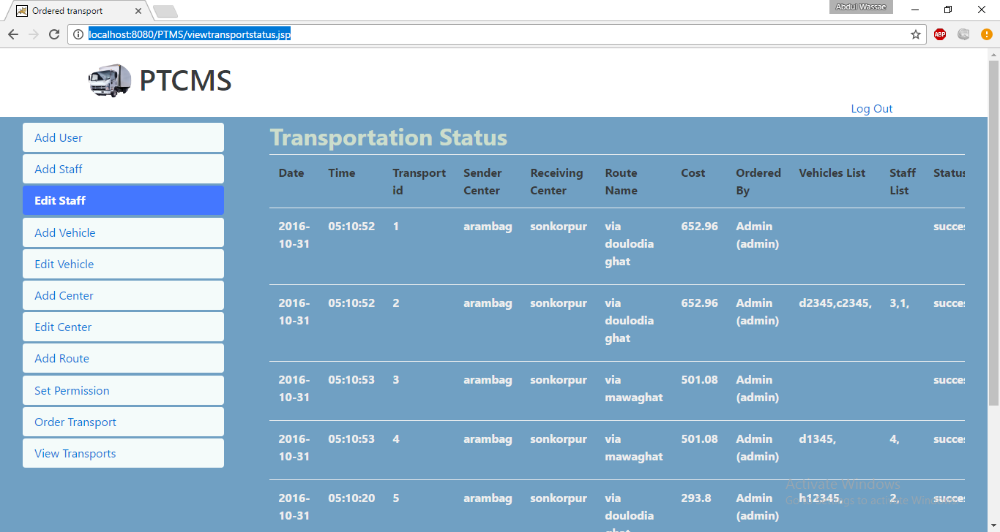 Ordered transport
Abdul Wassae
localhost:8080/PTMS/viewtransportstatus.jsp
ABP
PTCMS
Log Out
Add User
Add Staff
Edit Staff
Add Vehicle
Edit Vehicle
Add Center
Edit Center
Add Route
Set Permission
Order Transport
View Transports
Transportation Status
Date Time Transport Sender Receiving Route Cost Ordered Vehicles List Staff Status
id Center Center Name By List
2016- 05:10:52 1 arambag sonkorpur via 652.96 Admin succes
10-31 doulodia (admin)
ghat
2016- 05:10:52 2 arambag sonkorpur via 652.96 Admin d2345,c2345, 3,1, succes
10-31 doulodia (admin)
ghat
2016- 05:10:53 3 arambag sonkorpur via 501.08 Admin succes
10-31 mawaghat (admin)
2016- 05:10:53 4 arambag sonkorpur via 501.08 Admin d1345, 4, succes
10-31 mawaghat (admin)
Activate Windows
2016- 05:10:20 5 arambag sonkorpur via 293.8 Admin h12345, 2, succes
Go to Settings to activate Windows.
10-31 doulodia (admin)